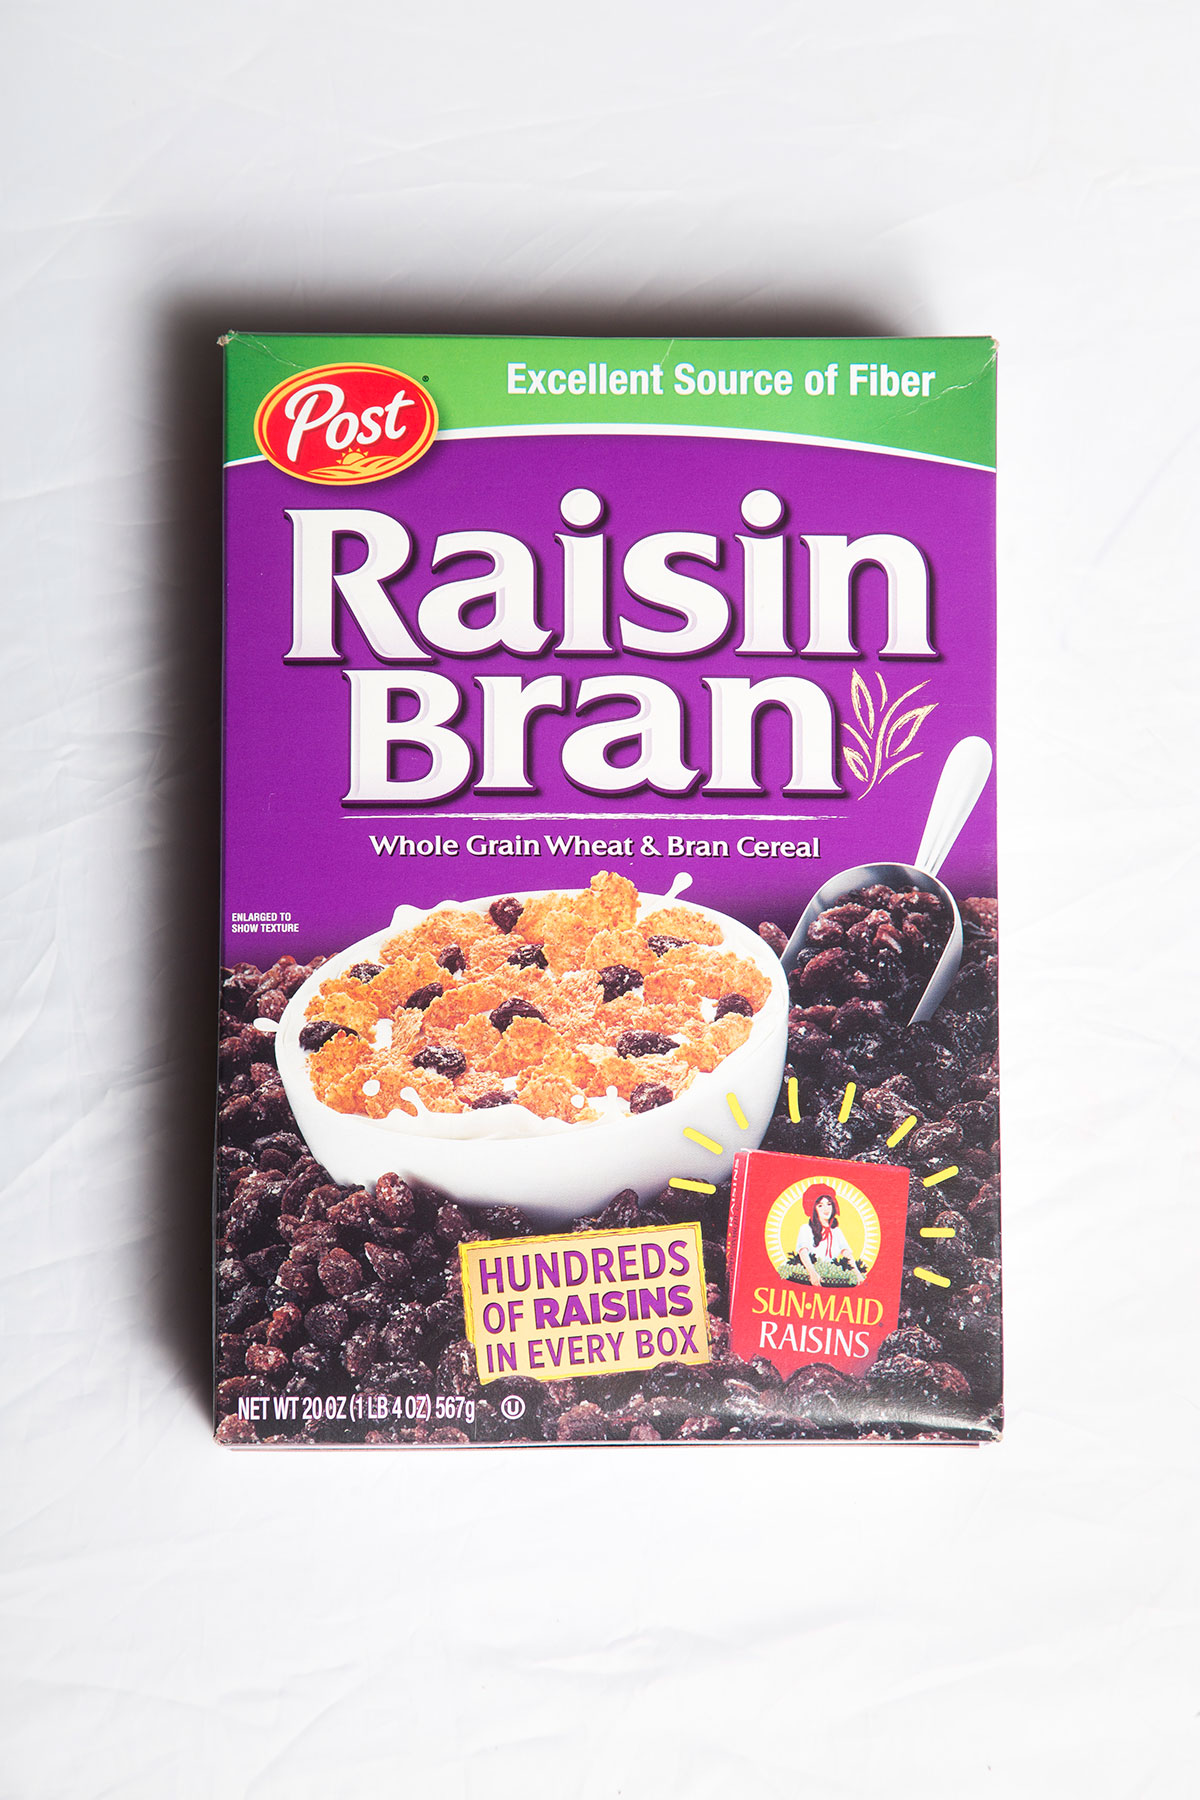 Post®
Excellent Source of Fiber
Raisin
Bran
Whole Grain Wheat & Bran Cereal
ENLARGED TO
SHOW TEXTURE
HUNDREDS
OF RAISINS
IN EVERY BOX
RAISINS
SUN•MAID
RAISINS
NET WT 20 OZ (1 LB 4 OZ) 567g
U